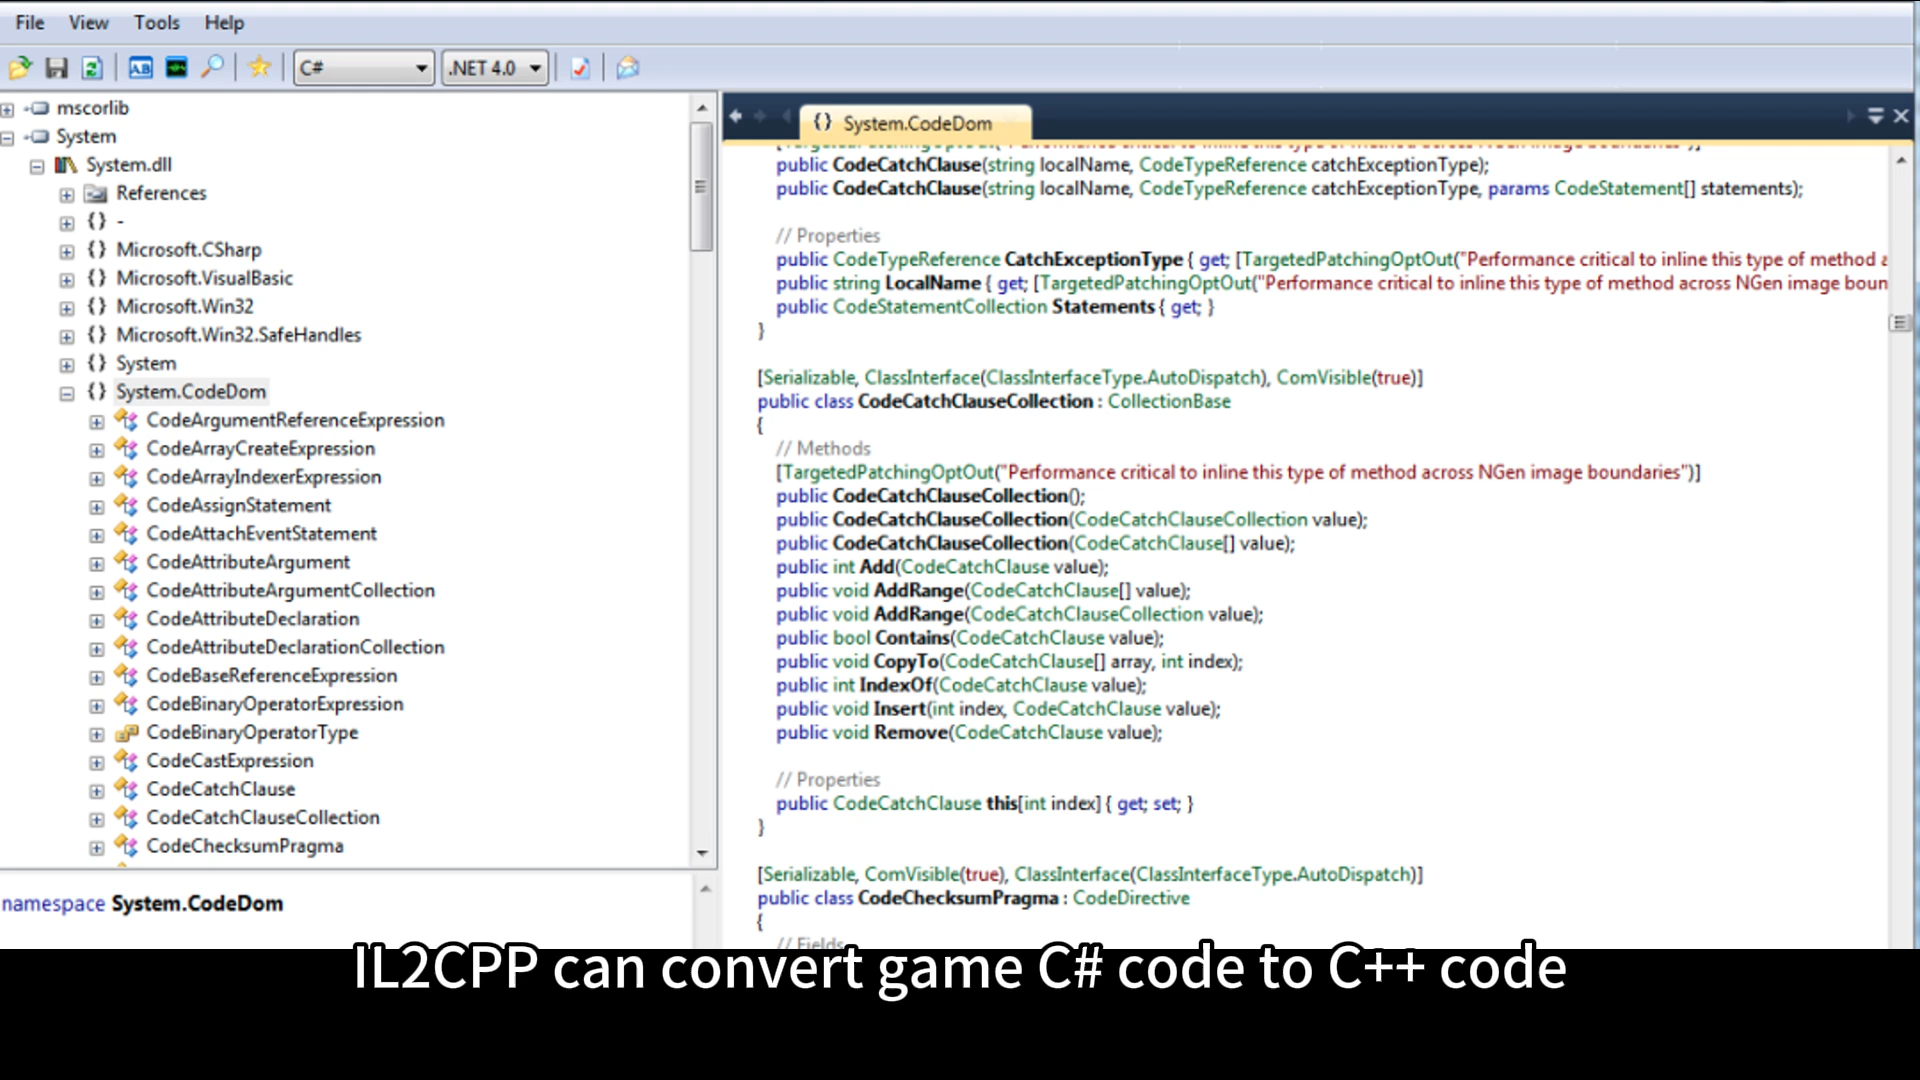 File View Tools Help
C# .NET 4.0
mscorlib
System
System.dll
References
{} -
{} Microsoft.CSharp
{} Microsoft.VisualBasic
{} Microsoft.Win32
{} Microsoft.Win32.SafeHandles
{} System
{} System.CodeDom
CodeArgumentReferenceExpression
CodeArrayCreateExpression
CodeArrayIndexerExpression
CodeAssignStatement
CodeAttachEventStatement
CodeAttributeArgument
CodeAttributeArgumentCollection
CodeAttributeDeclaration
CodeAttributeDeclarationCollection
CodeBaseReferenceExpression
CodeBinaryOperatorExpression
CodeBinaryOperatorType
CodeCastExpression
CodeCatchClause
CodeCatchClauseCollection
CodeChecksumPragma
namespace System.CodeDom
{} System.CodeDom
public CodeCatchClause(string localName, CodeTypeReference catchExceptionType);
public CodeCatchClause(string localName, CodeTypeReference catchExceptionType, params CodeStatement[] statements);
// Properties
public CodeTypeReference CatchExceptionType { get; [TargetedPatchingOptOut("Performance critical to inline this type of method a
public string LocalName { get; [TargetedPatchingOptOut("Performance critical to inline this type of method across NGen image boun
public CodeStatementCollection Statements { get; }
}
[Serializable, ClassInterface(ClassInterfaceType.AutoDispatch), ComVisible(true)]
public class CodeCatchClauseCollection : CollectionBase
{
// Methods
[TargetedPatchingOptOut("Performance critical to inline this type of method across NGen image boundaries")]
public CodeCatchClauseCollection();
public CodeCatchClauseCollection(CodeCatchClauseCollection value);
public CodeCatchClauseCollection(CodeCatchClause[] value);
public int Add(CodeCatchClause value);
public void AddRange(CodeCatchClause[] value);
public void AddRange(CodeCatchClauseCollection value);
public bool Contains(CodeCatchClause value);
public void CopyTo(CodeCatchClause[] array, int index);
public int IndexOf(CodeCatchClause value);
public void Insert(int index, CodeCatchClause value);
public void Remove(CodeCatchClause value);
// Properties
public CodeCatchClause this[int index] { get; set; }
}
[Serializable, ComVisible(true), ClassInterface(ClassInterfaceType.AutoDispatch)]
public class CodeChecksumPragma : CodeDirective
{
// Fields
IL2CPP can convert game C# code to C++ code